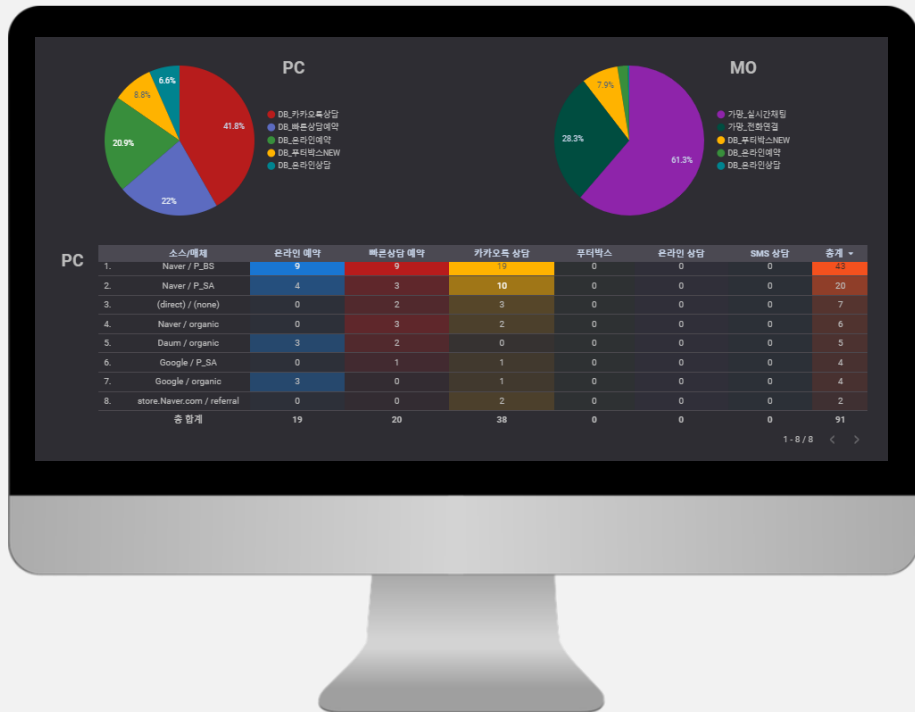 PC
6.6%
8.8%
20.9%
41.8%
22%
DB_카카오톡상담
DB_빠른상담예약
DB_온라인예약
DB_푸터박스NEW
DB_온라인상담
MO
7.9%
28.3%
61.3%
가망_실시간채팅
가망_전화연결
DB_푸터박스NEW
DB_온라인예약
DB_온라인상담
PC
소스/매체 온라인 예약 빠른상담 예약 카카오톡 상담 푸터박스 온라인 상담 SMS 상담 총계
1. Naver / P_BS 9 9 19 0 0 0 43
2. Naver / P_SA 4 3 10 0 0 0 20
3. (direct) / (none) 0 2 3 0 0 0 7
4. Naver / organic 0 3 2 0 0 0 6
5. Daum / organic 3 2 0 0 0 0 5
6. Google / P_SA 0 1 1 0 0 0 4
7. Google / organic 3 0 1 0 0 0 4
8. store.Naver.com / referral 0 0 2 0 0 0 2
총 합계 19 20 38 0 0 0 91
1 - 8 / 8